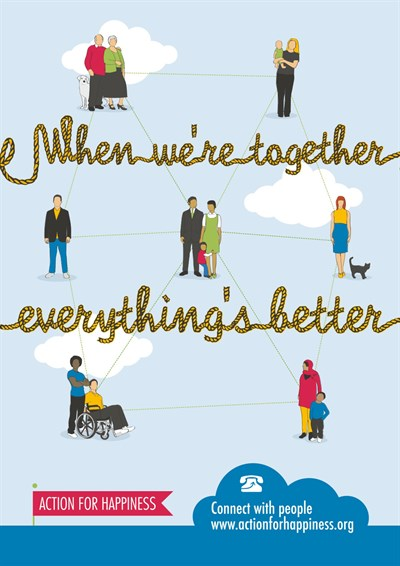 When we're together
everything's better
ACTION FOR HAPPINESS
Connect with people
www.actionforhappiness.org